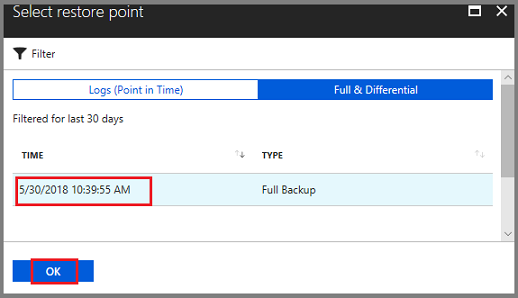 Select restore point
Filter
Logs (Point in Time) Full & Differential
Filtered for last 30 days
TIME TYPE
5/30/2018 10:39:55 AM Full Backup
OK